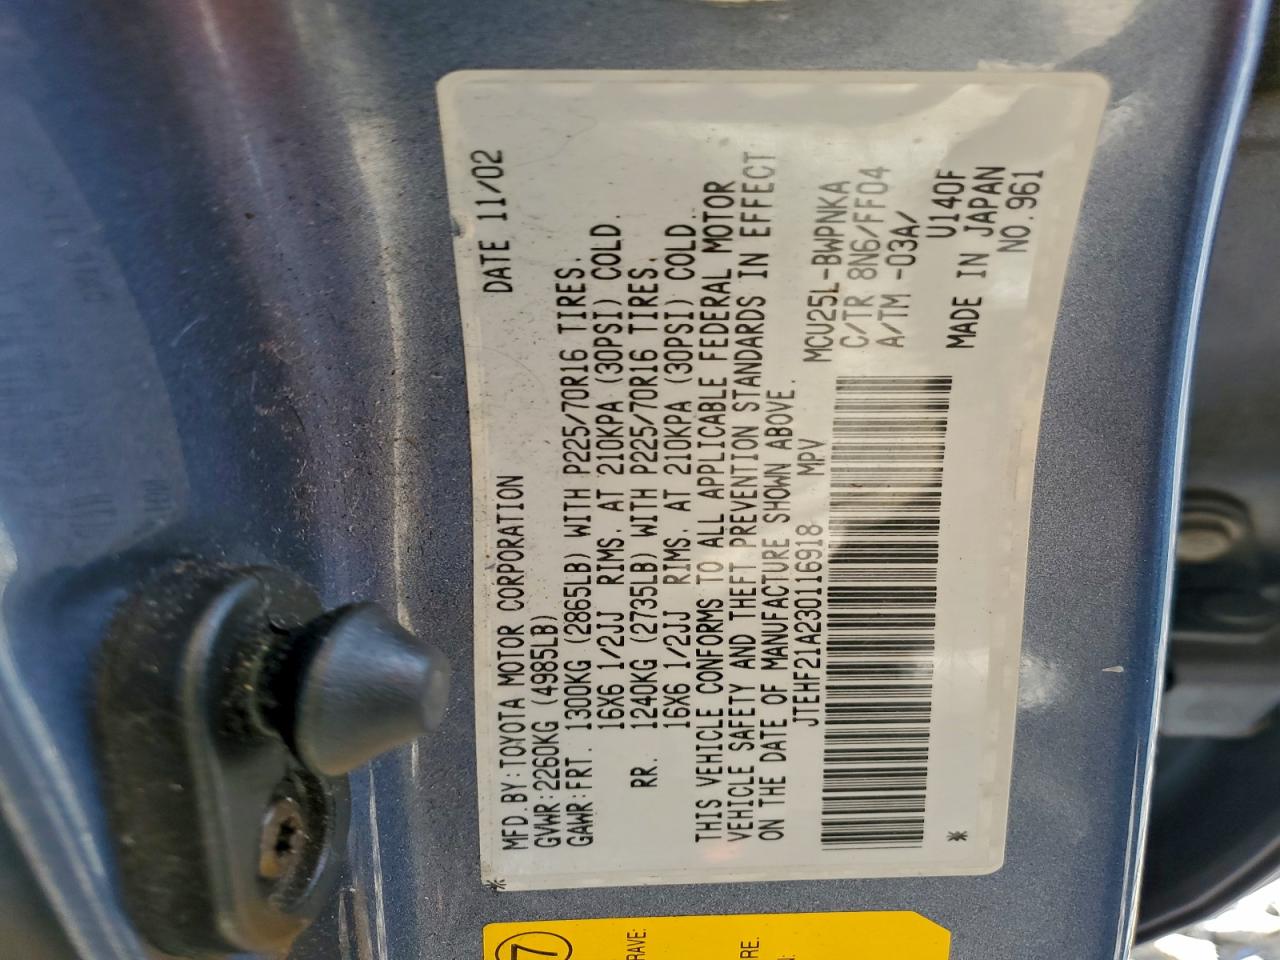 DATE 11/02
MFD.BY:TOYOTA MOTOR CORPORATION
GVWR:2260KG (4985LB)
GAWR:FRT. 1300KG (2865LB) WITH P225/70R16 TIRES.
16X6 1/2JJ RIMS. AT 210KPA (30PSI) COLD.
RR. 1240KG (2735LB) WITH P225/70R16 TIRES.
16X6 1/2JJ RIMS. AT 210KPA (30PSI) COLD.
THIS VEHICLE CONFORMS TO ALL APPLICABLE FEDERAL MOTOR
VEHICLE SAFETY AND THEFT PREVENTION STANDARDS IN EFFECT
ON THE DATE OF MANUFACTURE SHOWN ABOVE.
JTEHF21A230116918 MPV
MCU25L-BWPNKA
C/TR 8N6/FF04
A/TM -03A/
U140F
MADE IN JAPAN
NO.961
*
*
7
RAVE:
RE.